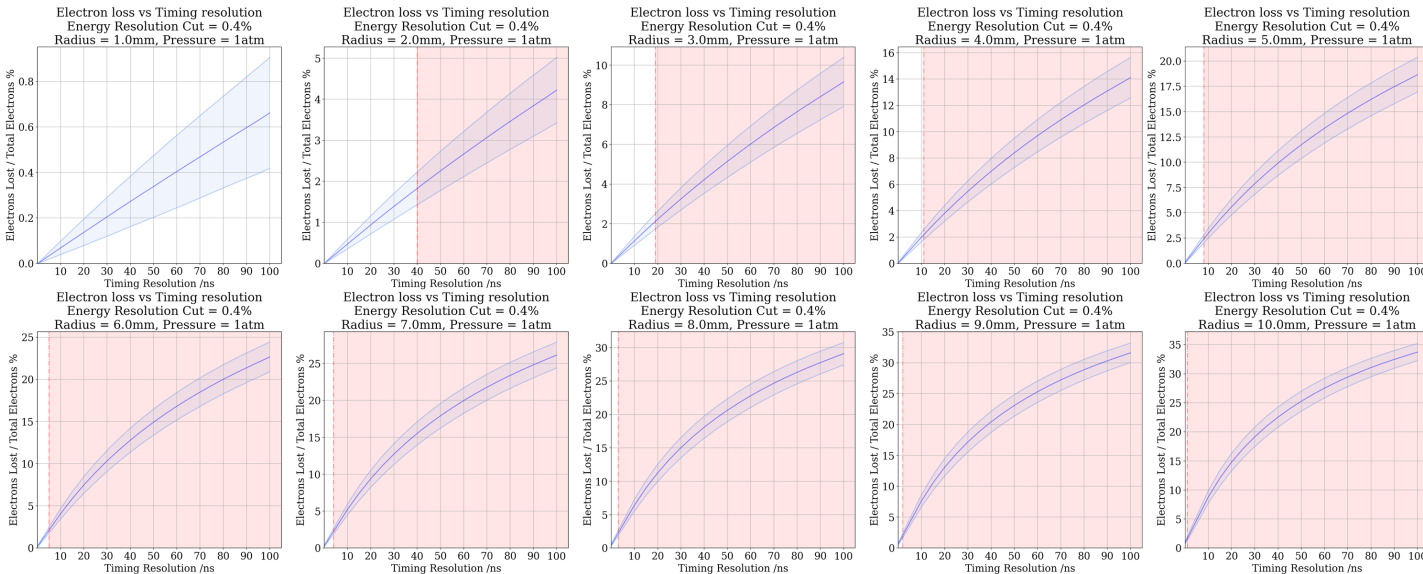 Electron loss vs Timing resolution
Energy Resolution Cut = 0.4%
Radius = 1.0mm, Pressure = 1atm
Electrons Lost / Total Electrons %
0.8
0.6
0.4
0.2
0.0
10 20 30 40 50 60 70 80 90 100
Timing Resolution /ns
Electron loss vs Timing resolution
Energy Resolution Cut = 0.4%
Radius = 2.0mm, Pressure = 1atm
Electrons Lost / Total Electrons %
5
4
3
2
1
0
10 20 30 40 50 60 70 80 90 100
Timing Resolution /ns
Electron loss vs Timing resolution
Energy Resolution Cut = 0.4%
Radius = 3.0mm, Pressure = 1atm
Electrons Lost / Total Electrons %
10
8
6
4
2
0
10 20 30 40 50 60 70 80 90 100
Timing Resolution /ns
Electron loss vs Timing resolution
Energy Resolution Cut = 0.4%
Radius = 4.0mm, Pressure = 1atm
Electrons Lost / Total Electrons %
16
14
12
10
8
6
4
2
0
10 20 30 40 50 60 70 80 90 100
Timing Resolution /ns
Electron loss vs Timing resolution
Energy Resolution Cut = 0.4%
Radius = 5.0mm, Pressure = 1atm
Electrons Lost / Total Electrons %
20.0
17.5
15.0
12.5
10.0
7.5
5.0
2.5
0.0
10 20 30 40 50 60 70 80 90 100
Timing Resolution /ns
Electron loss vs Timing resolution
Energy Resolution Cut = 0.4%
Radius = 6.0mm, Pressure = 1atm
Electrons Lost / Total Electrons %
25
20
15
10
5
0
10 20 30 40 50 60 70 80 90 100
Timing Resolution /ns
Electron loss vs Timing resolution
Energy Resolution Cut = 0.4%
Radius = 7.0mm, Pressure = 1atm
Electrons Lost / Total Electrons %
25
20
15
10
5
0
10 20 30 40 50 60 70 80 90 100
Timing Resolution /ns
Electron loss vs Timing resolution
Energy Resolution Cut = 0.4%
Radius = 8.0mm, Pressure = 1atm
Electrons Lost / Total Electrons %
30
25
20
15
10
5
0
10 20 30 40 50 60 70 80 90 100
Timing Resolution /ns
Electron loss vs Timing resolution
Energy Resolution Cut = 0.4%
Radius = 9.0mm, Pressure = 1atm
Electrons Lost / Total Electrons %
35
30
25
20
15
10
5
0
10 20 30 40 50 60 70 80 90 100
Timing Resolution /ns
Electron loss vs Timing resolution
Energy Resolution Cut = 0.4%
Radius = 10.0mm, Pressure = 1atm
Electrons Lost / Total Electrons %
35
30
25
20
15
10
5
0
10 20 30 40 50 60 70 80 90 100
Timing Resolution /ns